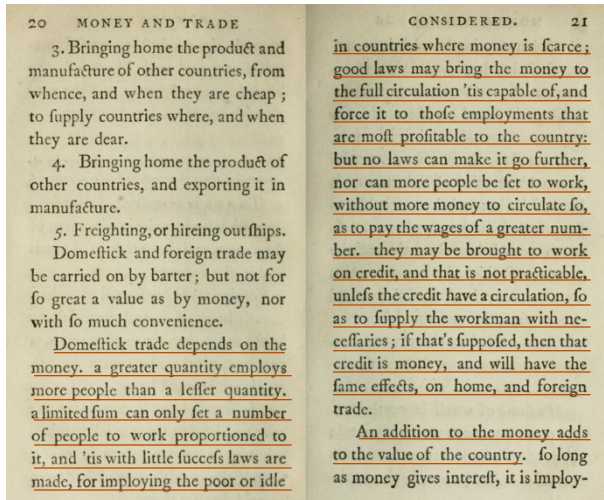 20 MONEY AND TRADE
3. Bringing home the product and
manufacture of other countries, from
whence, and when they are cheap ;
to ſupply countries where, and when
they are dear.
4. Bringing home the product of
other countries, and exporting it in
manufacture.
5. Freighting, or hireing out ſhips.
Domeſtick and foreign trade may
be carried on by barter; but not for
ſo great a value as by money, nor
with ſo much convenience.
Domeſtick trade depends on the
money. a greater quantity employs
more people than a leſſer quantity.
a limited ſum can only ſet a number
of people to work proportioned to
it, and 'tis with little ſucceſs laws are
made, for imploying the poor or idle
CONSIDERED. 21
in countries where money is ſcarce ;
good laws may bring the money to
the full circulation 'tis capable of, and
force it to thoſe employments that
are moſt profitable to the country:
but no laws can make it go further,
nor can more people be ſet to work,
without more money to circulate ſo,
as to pay the wages of a greater num-
ber. they may be brought to work
on credit, and that is not practicable,
unleſs the credit have a circulation, ſo
as to ſupply the workman with ne-
ceſſaries ; if that's ſuppoſed, then that
credit is money, and will have the
ſame effects, on home, and foreign
trade.
An addition to the money adds
to the value of the country. ſo long
as money gives intereſt, it is imploy-